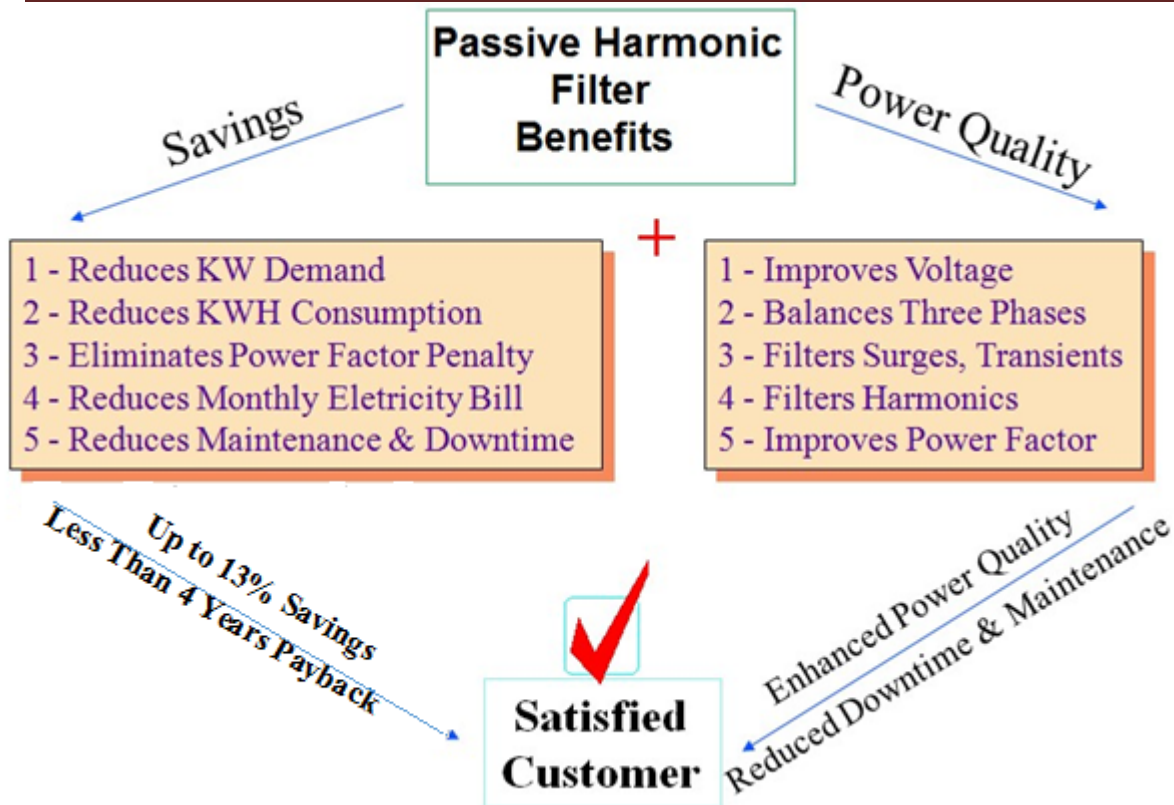 Passive Harmonic
Filter
Benefits
Savings
Power Quality
+
1 - Reduces KW Demand
2 - Reduces KWH Consumption
3 - Eliminates Power Factor Penalty
4 - Reduces Monthly Eletricity Bill
5 - Reduces Maintenance & Downtime
1 - Improves Voltage
2 - Balances Three Phases
3 - Filters Surges, Transients
4 - Filters Harmonics
5 - Improves Power Factor
Up to 13% Savings
Less Than 4 Years Payback
Enhanced Power Quality
Reduced Downtime & Maintenance
Satisfied
Customer